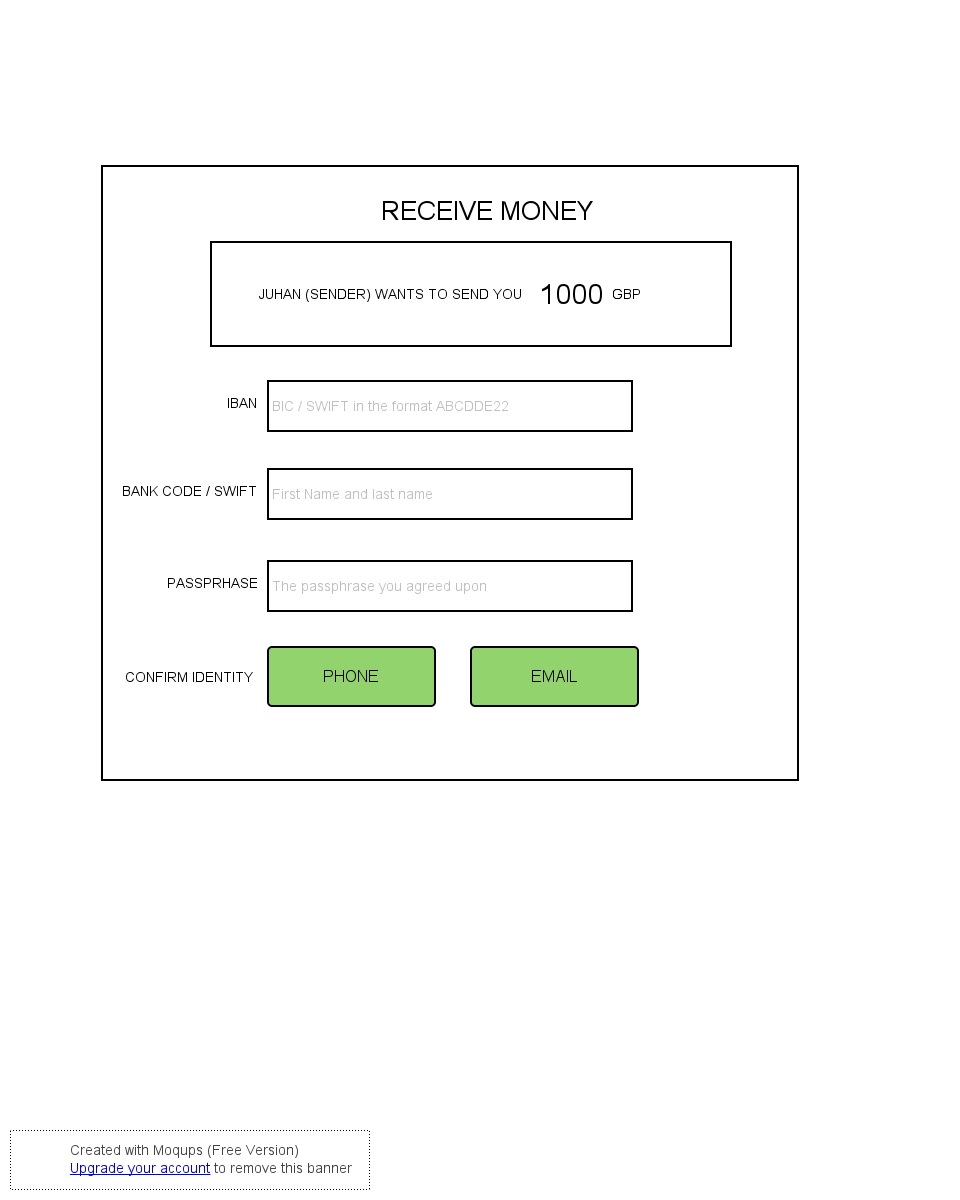 RECEIVE MONEY
JUHAN (SENDER) WANTS TO SEND YOU 1000 GBP
IBAN BIC / SWIFT in the format ABCDDE22
BANK CODE / SWIFT First Name and last name
PASSPRHASE The passphrase you agreed upon
CONFIRM IDENTITY PHONE EMAIL
Created with Moqups (Free Version)
Upgrade your account to remove this banner